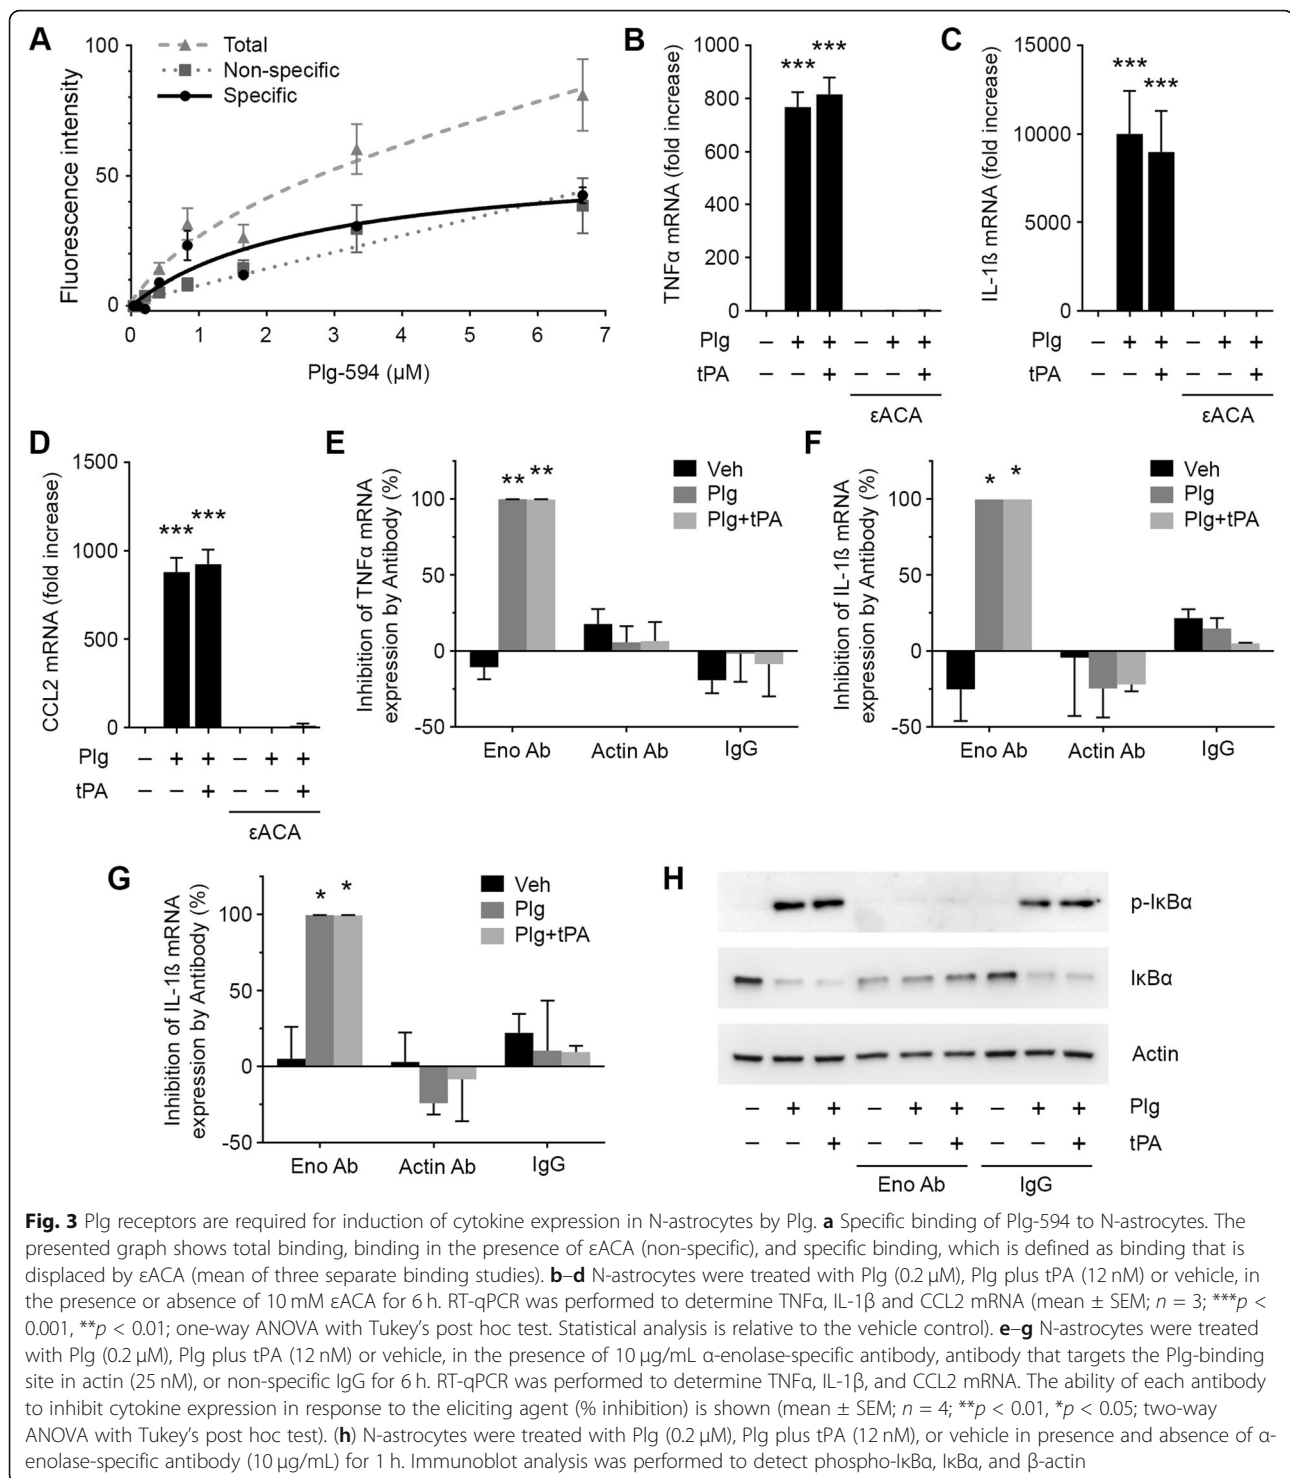 A
Total
Non-specific
Specific
100
50
0
Fluorescence intensity
0 1 2 3 4 5 6 7
Plg-594 (µM)
B
TNFα mRNA (fold increase)
1000
800
600
400
200
0
*** ***
Plg – + + – + +
tPA – – + – – +
εACA
C
IL-1ß mRNA (fold increase)
15000
10000
5000
0
*** ***
Plg – + + – + +
tPA – – + – – +
εACA
D
CCL2 mRNA (fold increase)
1500
1000
500
0
*** ***
Plg – + + – + +
tPA – – + – – +
εACA
E
Inhibition of TNFα mRNA
expression by Antibody (%)
100
50
0
-50
** **
Veh
Plg
Plg+tPA
Eno Ab Actin Ab IgG
F
Inhibition of IL-1ß mRNA
expression by Antibody (%)
100
50
0
-50
* *
Veh
Plg
Plg+tPA
Eno Ab Actin Ab IgG
G
Inhibition of IL-1ß mRNA
expression by Antibody (%)
100
50
0
-50
* *
Veh
Plg
Plg+tPA
Eno Ab Actin Ab IgG
H
p-IκBα
IκBα
Actin
– + + – + + – + + Plg
– – + – – + – – + tPA
Eno Ab IgG
Fig. 3 Plg receptors are required for induction of cytokine expression in N-astrocytes by Plg. a Specific binding of Plg-594 to N-astrocytes. The
presented graph shows total binding, binding in the presence of εACA (non-specific), and specific binding, which is defined as binding that is
displaced by εACA (mean of three separate binding studies). b–d N-astrocytes were treated with Plg (0.2 µM), Plg plus tPA (12 nM) or vehicle, in
the presence or absence of 10 mM εACA for 6 h. RT-qPCR was performed to determine TNFα, IL-1β and CCL2 mRNA (mean ± SEM; n = 3; ***p <
0.001, **p < 0.01; one-way ANOVA with Tukey's post hoc test. Statistical analysis is relative to the vehicle control). e–g N-astrocytes were treated
with Plg (0.2 µM), Plg plus tPA (12 nM) or vehicle, in the presence of 10 µg/mL α-enolase-specific antibody, antibody that targets the Plg-binding
site in actin (25 nM), or non-specific IgG for 6 h. RT-qPCR was performed to determine TNFα, IL-1β, and CCL2 mRNA. The ability of each antibody
to inhibit cytokine expression in response to the eliciting agent (% inhibition) is shown (mean ± SEM; n = 4; **p < 0.01, *p < 0.05; two-way
ANOVA with Tukey's post hoc test). (h) N-astrocytes were treated with Plg (0.2 µM), Plg plus tPA (12 nM), or vehicle in presence and absence of α-
enolase-specific antibody (10 µg/mL) for 1 h. Immunoblot analysis was performed to detect phospho-IκBα, IκBα, and β-actin